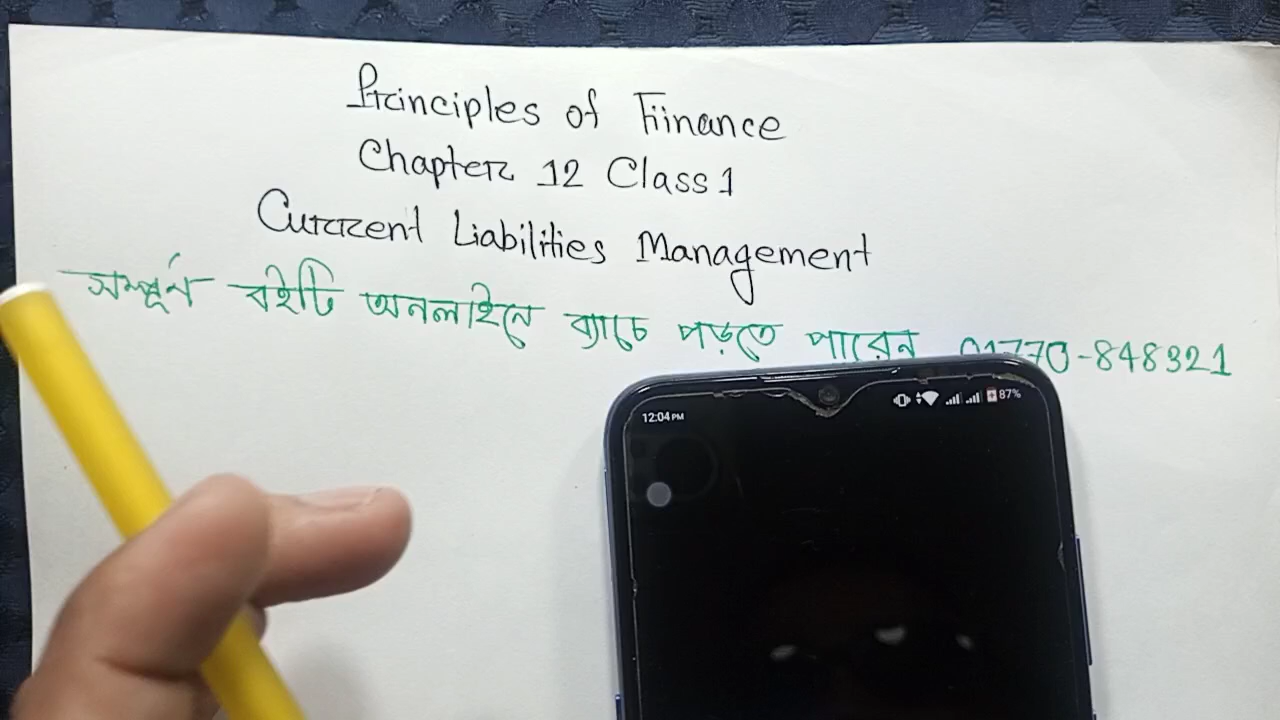 Principles of Finance
Chapter 12 Class 1
Current Liabilities Management
সম্পূর্ন বইটি অনলাইনে ব্যাচে পড়তে পারেন 01770-848321
12:04 PM 87%